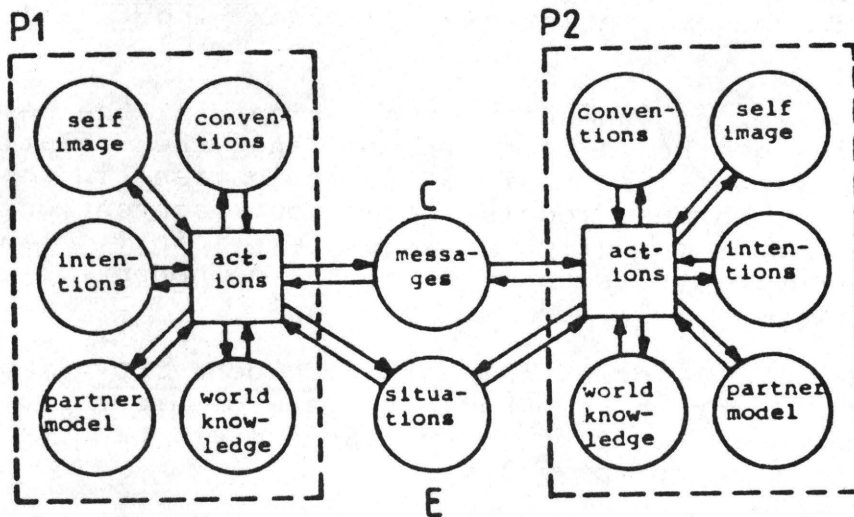 P1
P2
self
image
conven-
tions
conven-
tions
self
image
C
inten-
tions
act-
ions
messa-
ges
act-
ions
inten-
tions
partner
model
world
know-
ledge
situa-
tions
world
know-
ledge
partner
model
E